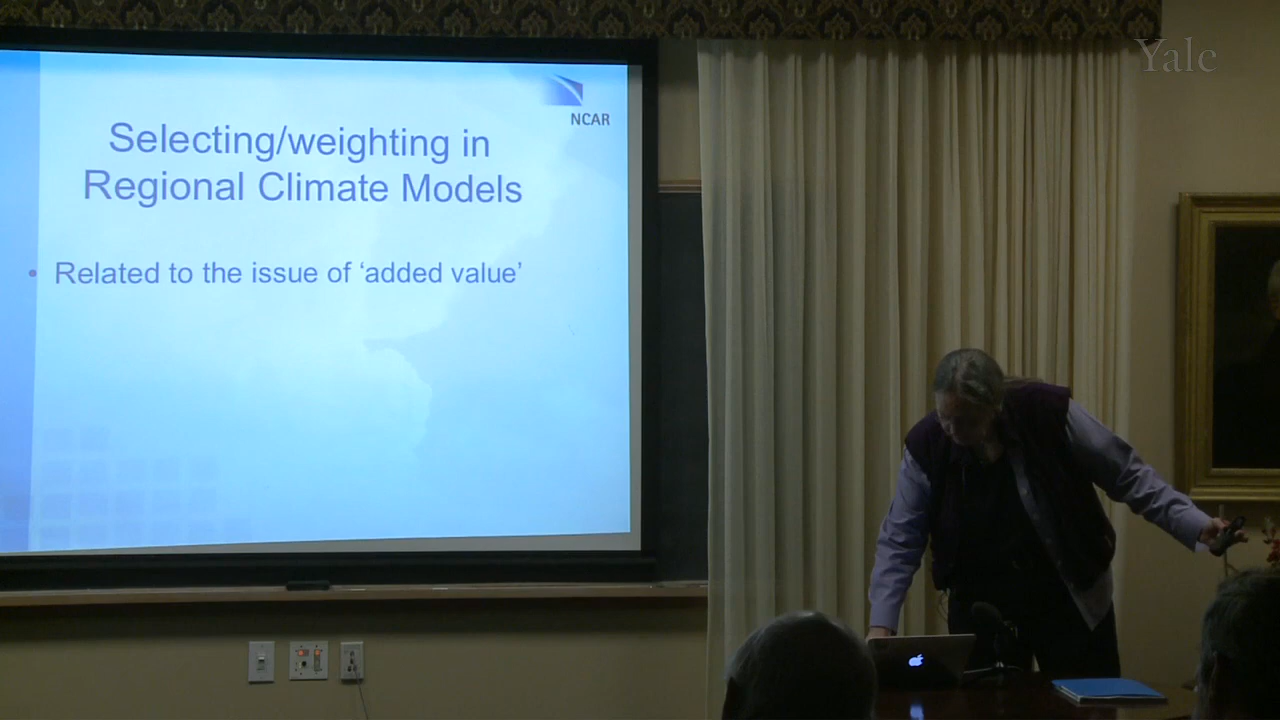 Yale
NCAR
Selecting/weighting in
Regional Climate Models
• Related to the issue of ‘added value’